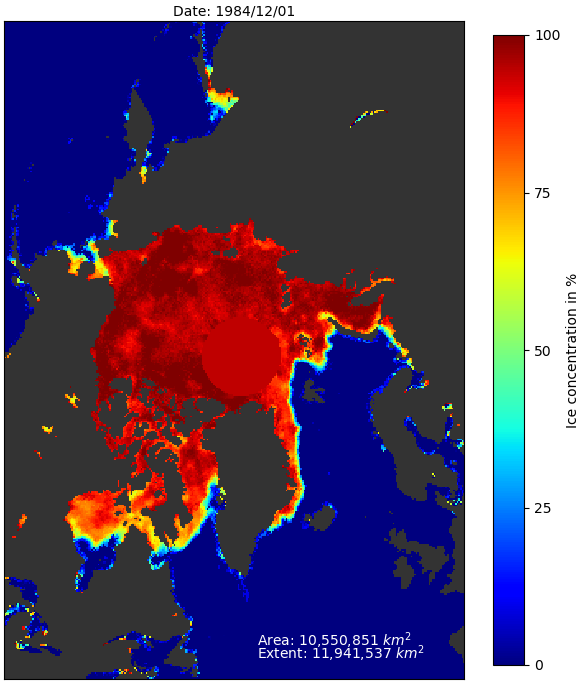 Date: 1984/12/01
100
75
50
25
0
Ice concentration in %
Area: 10,550,851 km²
Extent: 11,941,537 km²